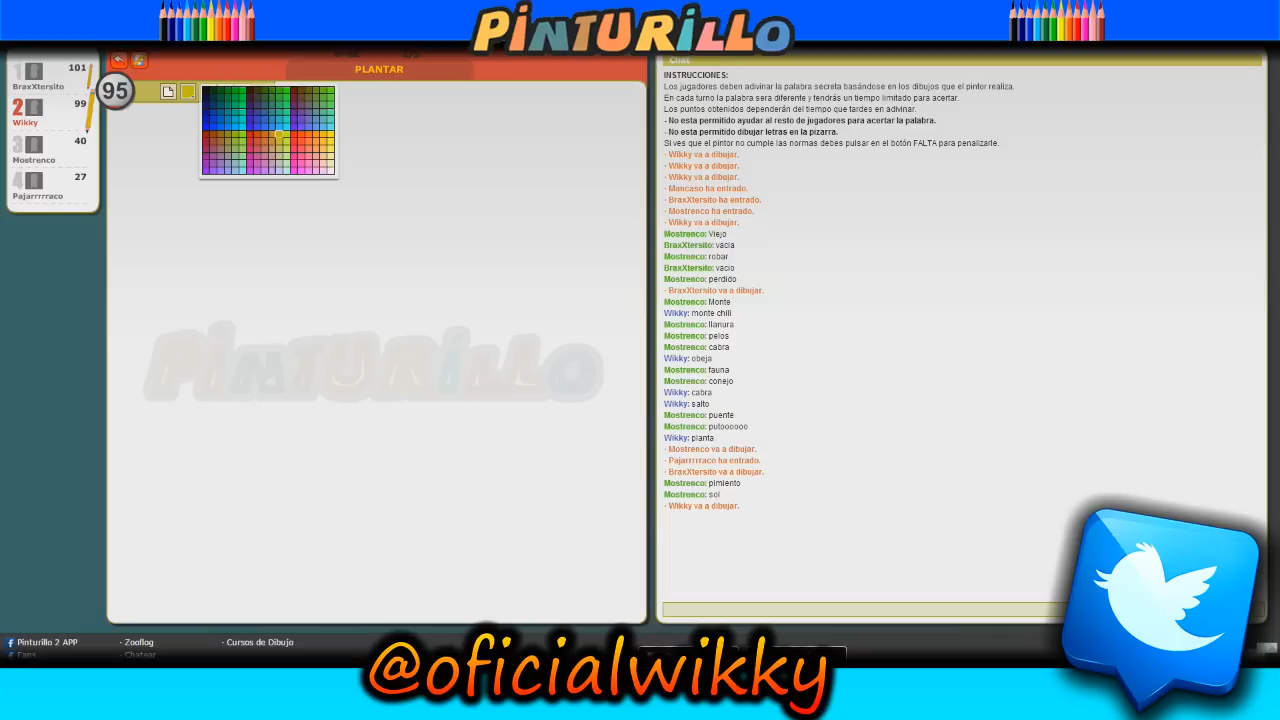 PINTURILLO
1 101
BraxXtersito
2 99
Wikky
3 40
Mostrenco
4 27
Pajarrrrraco
95
PLANTAR
PINTURILLO
Chat
INSTRUCCIONES:
Los jugadores deben adivinar la palabra secreta basándose en los dibujos que el pintor realiza.
En cada turno la palabra sera diferente y tendrás un tiempo limitado para acertar.
Los puntos obtenidos dependerán del tiempo que tardes en adivinar.
- No esta permitido ayudar al resto de jugadores para acertar la palabra.
- No esta permitido dibujar letras en la pizarra.
Si ves que el pintor no cumple las normas debes pulsar en el botón FALTA para penalizarle.
· Wikky va a dibujar.
· Wikky va a dibujar.
· Wikky va a dibujar.
· Mancaso ha entrado.
· BraxXtersito ha entrado.
· Mostrenco ha entrado.
· Wikky va a dibujar.
Mostrenco: Viejo
BraxXtersito: vacia
Mostrenco: robar
BraxXtersito: vacio
Mostrenco: perdido
· BraxXtersito va a dibujar.
Mostrenco: Monte
Wikky: monte chili
Mostrenco: llanura
Mostrenco: pelos
Mostrenco: cabra
Wikky: obeja
Mostrenco: fauna
Mostrenco: conejo
Wikky: cabra
Wikky: salto
Mostrenco: puente
Mostrenco: putoooooo
Wikky: planta
· Mostrenco va a dibujar.
· Pajarrrrraco ha entrado.
· BraxXtersito va a dibujar.
Mostrenco: pimiento
Mostrenco: sol
· Wikky va a dibujar.
Pinturillo 2 APP · Zooflog · Cursos de Dibujo
Fans · Chatear
@oficialwikky